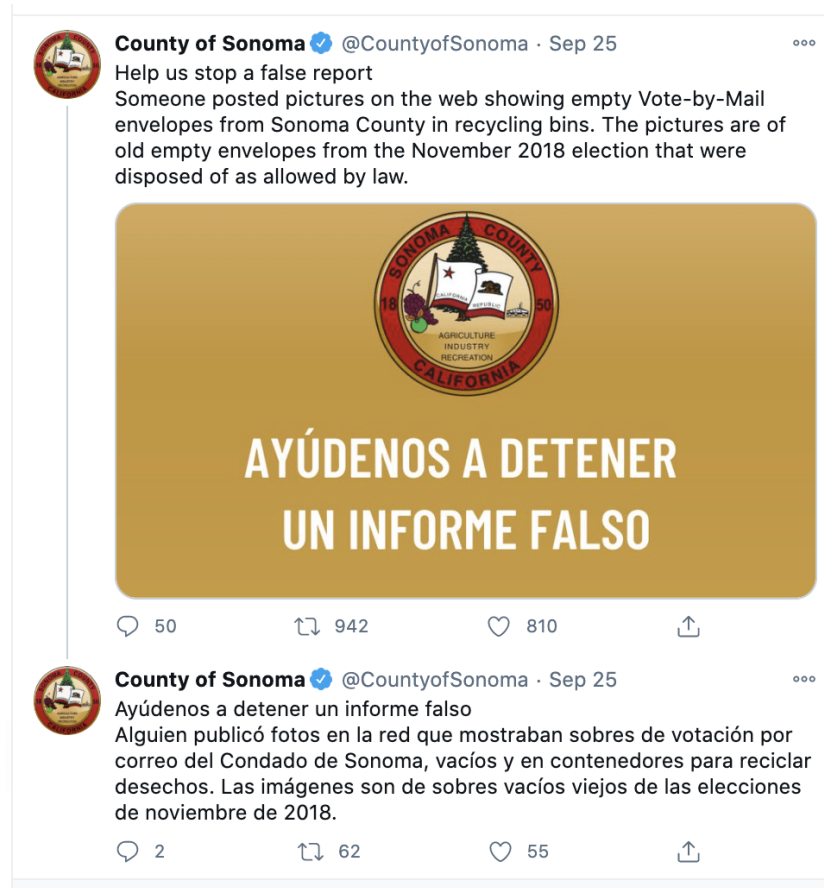 County of Sonoma @CountyofSonoma · Sep 25
Help us stop a false report
Someone posted pictures on the web showing empty Vote-by-Mail
envelopes from Sonoma County in recycling bins. The pictures are of
old empty envelopes from the November 2018 election that were
disposed of as allowed by law.
SONOMA COUNTY
18 50
CALIFORNIA REPUBLIC
AGRICULTURE
INDUSTRY
RECREATION
CALIFORNIA
AYÚDENOS A DETENER
UN INFORME FALSO
50 942 810
County of Sonoma @CountyofSonoma · Sep 25
Ayúdenos a detener un informe falso
Alguien publicó fotos en la red que mostraban sobres de votación por
correo del Condado de Sonoma, vacíos y en contenedores para reciclar
desechos. Las imágenes son de sobres vacíos viejos de las elecciones
de noviembre de 2018.
2 62 55